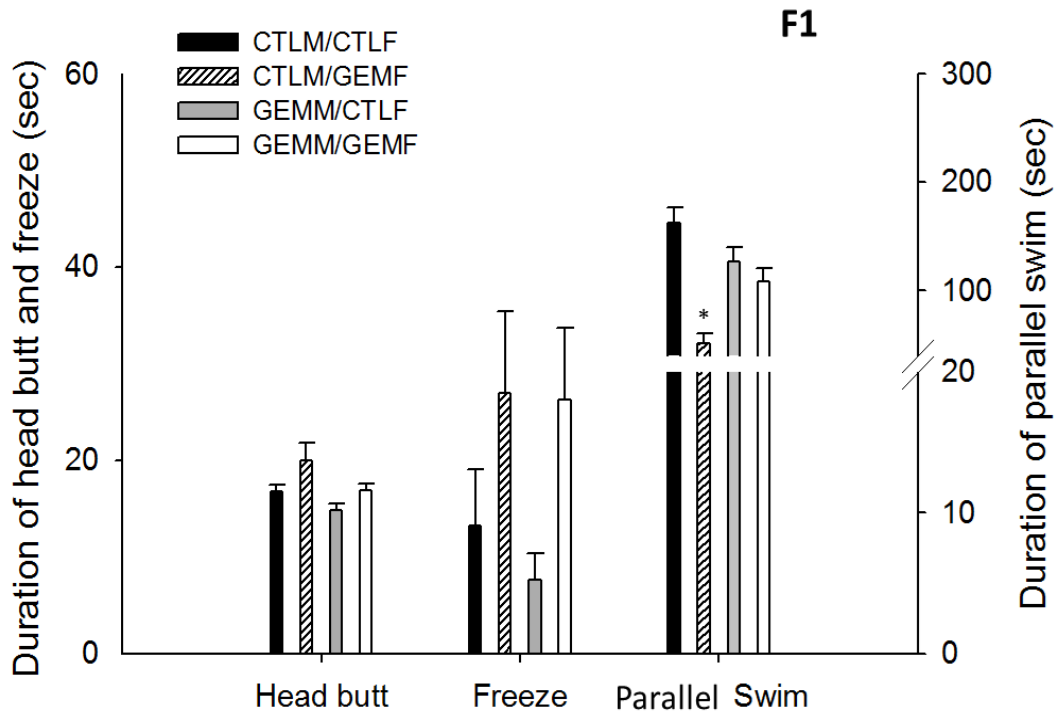 F1
CTLM/CTLF
CTLM/GEMF
GEMM/CTLF
GEMM/GEMF
Duration of head butt and freeze (sec)
60
40
20
0
300
200
100
20
10
0
Duration of parallel swim (sec)
*
Head butt Freeze Parallel Swim